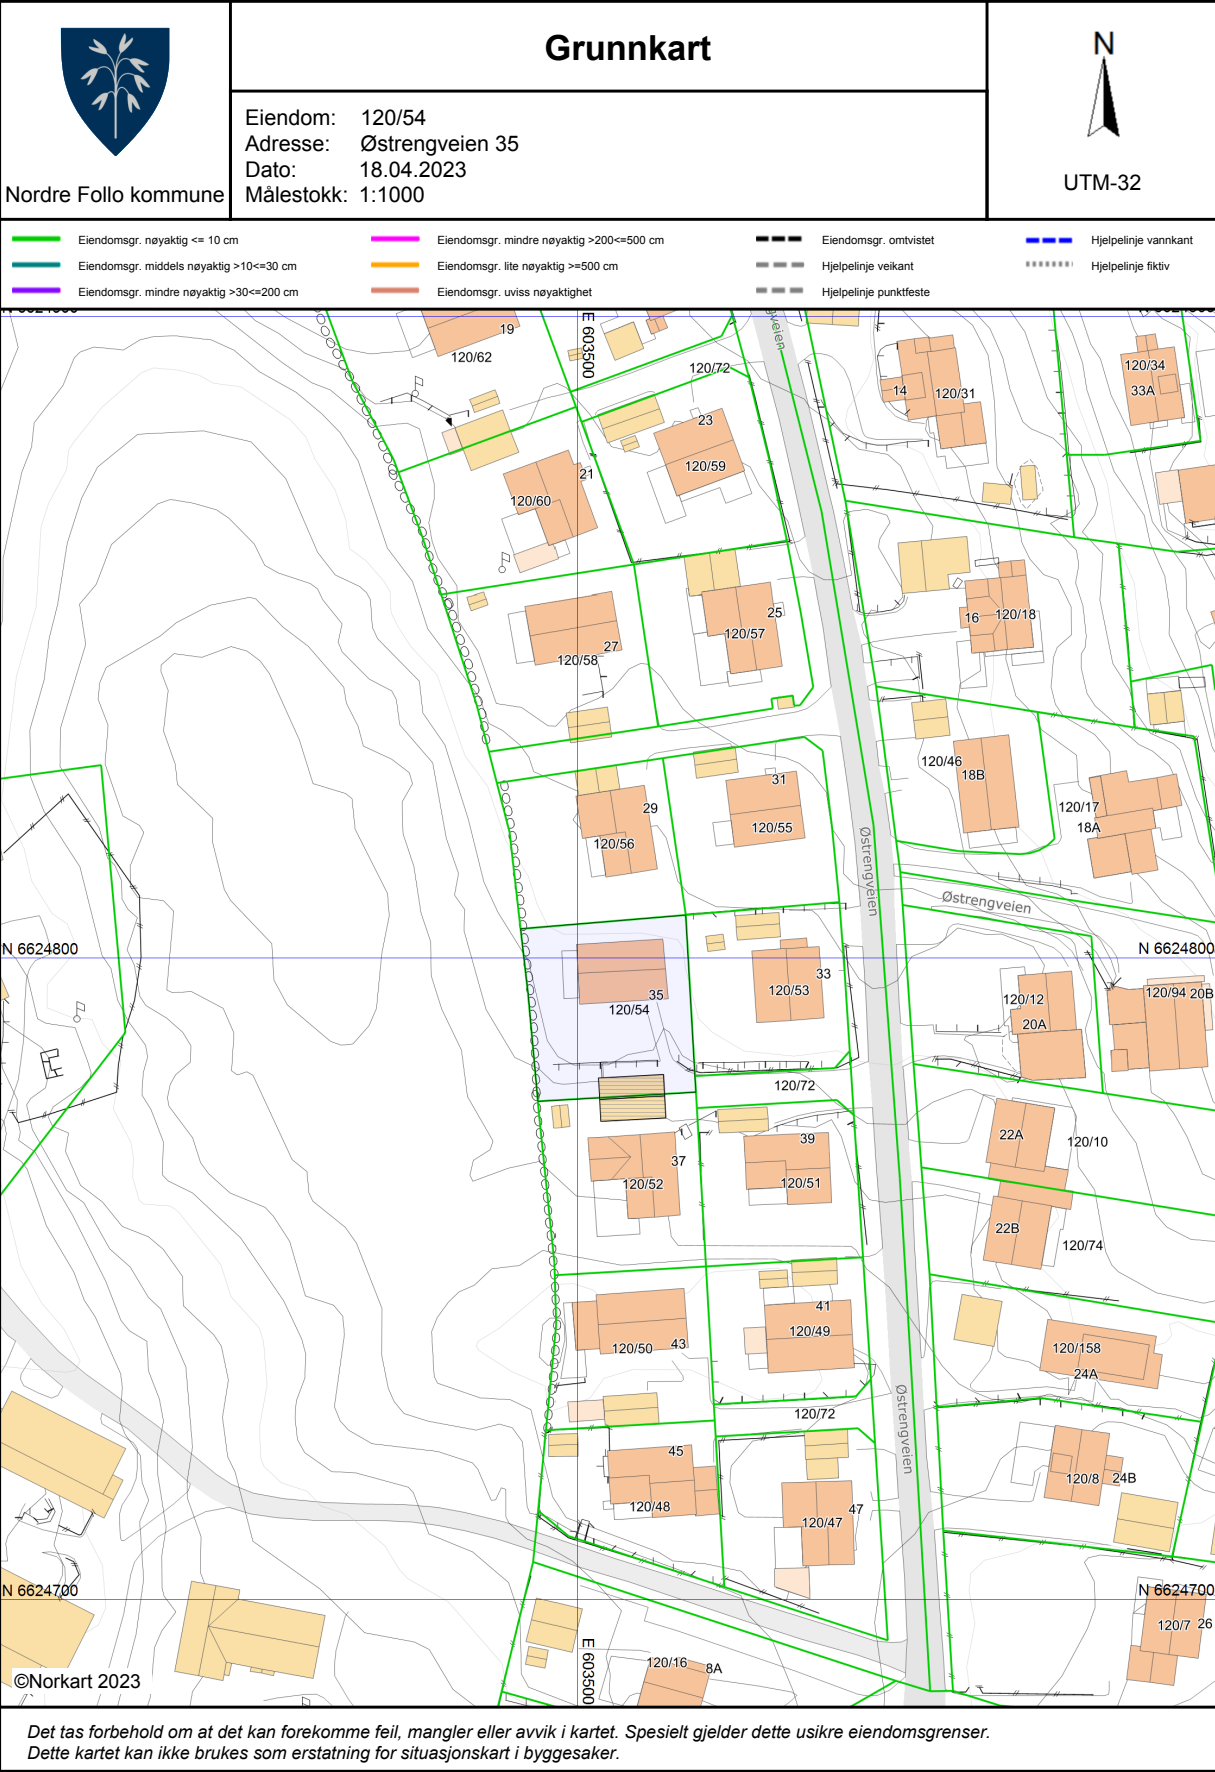 Grunnkart
Nordre Follo kommune
Eiendom: 120/54
Adresse: Østrengveien 35
Dato: 18.04.2023
Målestokk: 1:1000
N
UTM-32
Eiendomsgr. nøyaktig <= 10 cm
Eiendomsgr. middels nøyaktig >10<=30 cm
Eiendomsgr. mindre nøyaktig >30<=200 cm
Eiendomsgr. mindre nøyaktig >200<=500 cm
Eiendomsgr. lite nøyaktig >=500 cm
Eiendomsgr. uviss nøyaktighet
Eiendomsgr. omtvistet
Hjelpelinje veikant
Hjelpelinje punktfeste
Hjelpelinje vannkant
Hjelpelinje fiktiv
19
120/62
E 603500
120/72
14
120/31
120/34
33A
23
120/59
21
120/60
25
120/57
16
120/18
27
120/58
120/46
18B
31
120/55
29
120/56
120/17
18A
Østrengveien
Østrengveien
N 6624800
N 6624800
33
120/53
35
120/54
120/12
20A
120/94
20B
120/72
22A
120/10
39
120/51
37
120/52
22B
120/74
41
120/49
120/50
43
120/158
24A
120/72
Østrengveien
45
120/48
47
120/47
120/8
24B
N 6624700
N 6624700
120/7
26
E 603500
120/16
8A
©Norkart 2023
Det tas forbehold om at det kan forekomme feil, mangler eller avvik i kartet. Spesielt gjelder dette usikre eiendomsgrenser.
Dette kartet kan ikke brukes som erstatning for situasjonskart i byggesaker.